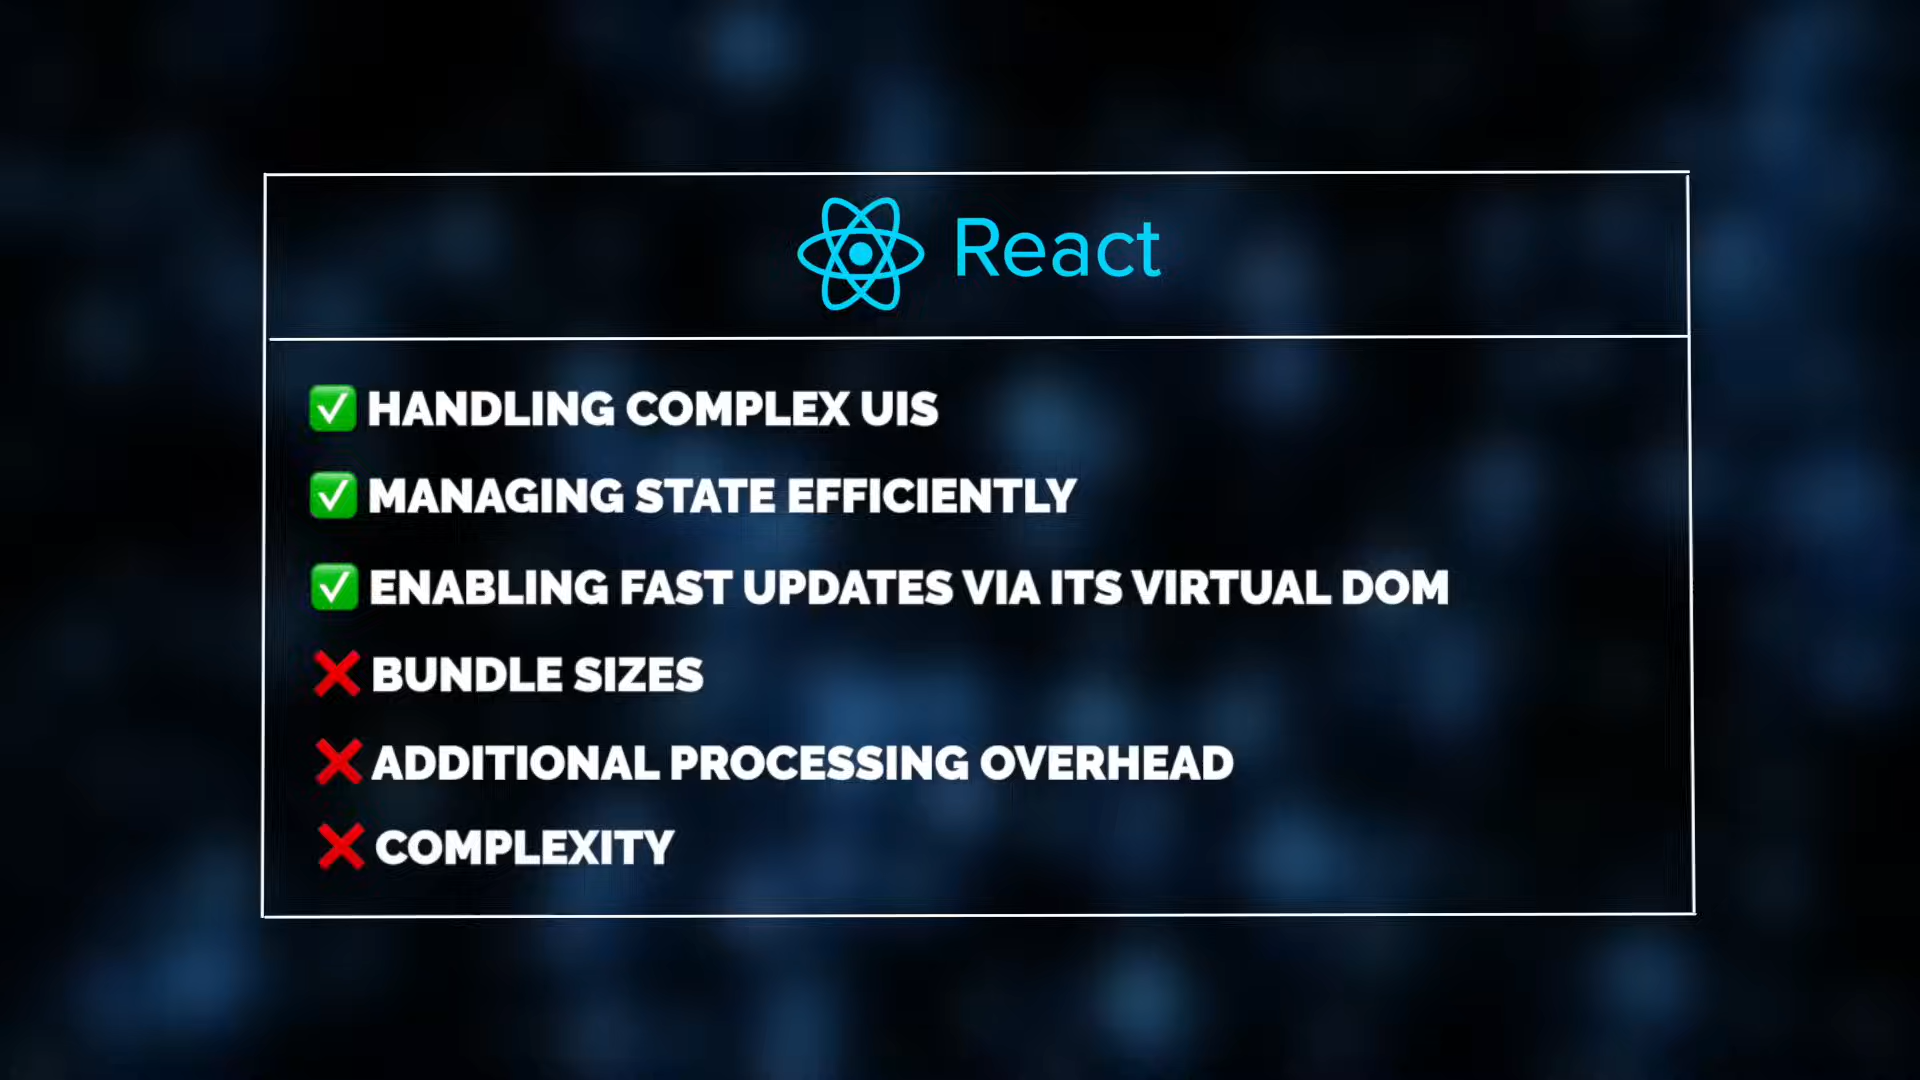 React
✅ HANDLING COMPLEX UIS
✅ MANAGING STATE EFFICIENTLY
✅ ENABLING FAST UPDATES VIA ITS VIRTUAL DOM
❌ BUNDLE SIZES
❌ ADDITIONAL PROCESSING OVERHEAD
❌ COMPLEXITY